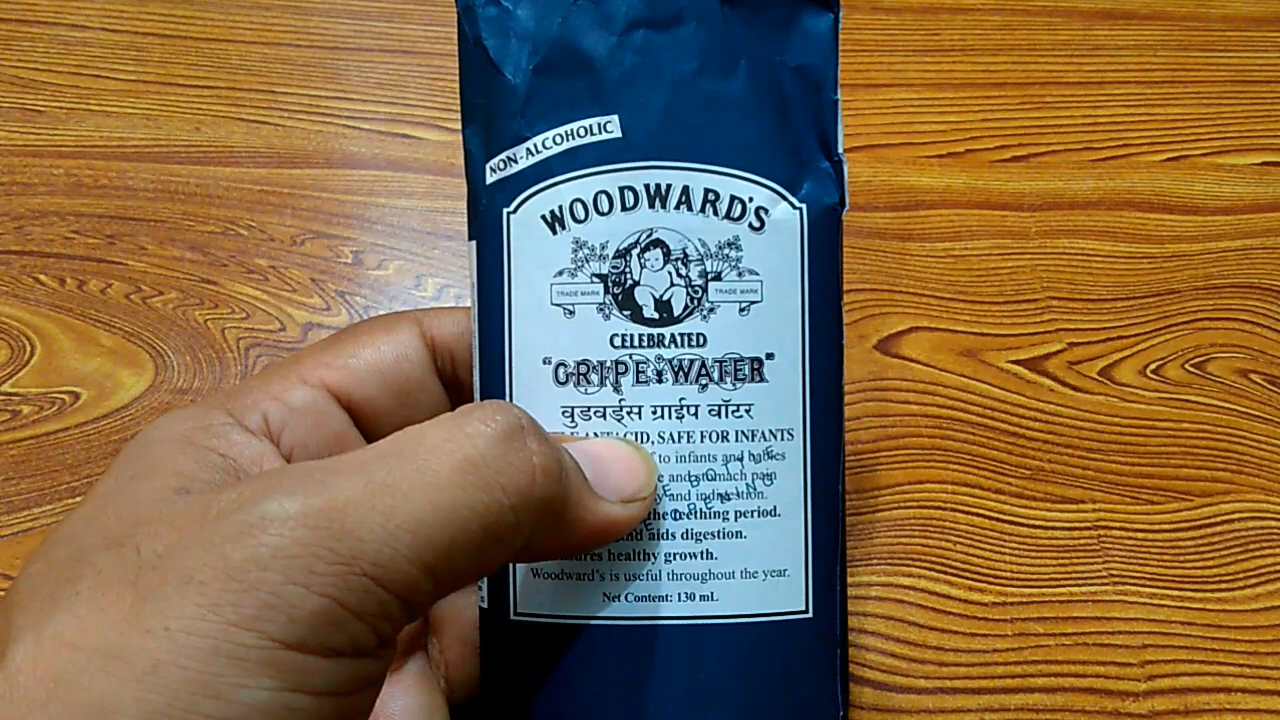 NON-ALCOHOLIC
WOODWARD'S
TRADE MARK TRADE MARK
CELEBRATED
"GRIPE WATER"
वुडवर्ड्स ग्राईप वॉटर
SAFE FOR INFANTS
to infants and babies
and stomach pain
and indigestion.
the teething period.
aids digestion.
healthy growth.
Woodward's is useful throughout the year.
Net Content: 130 mL